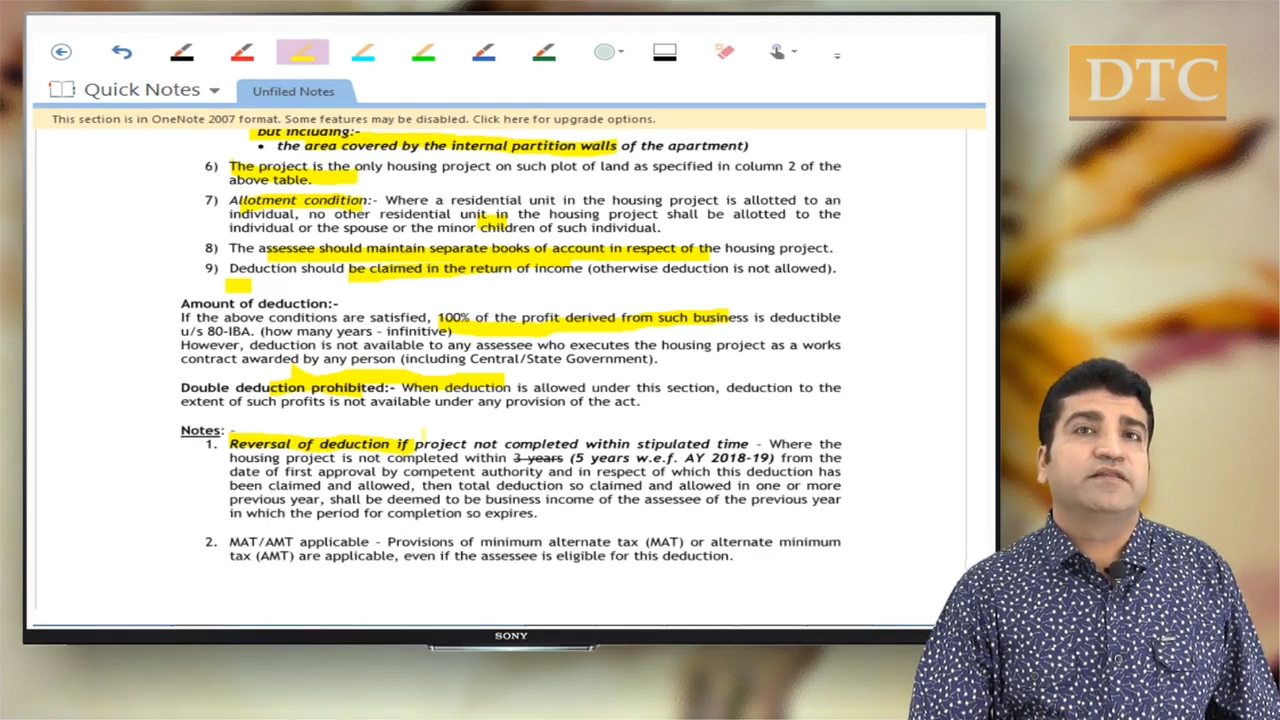 DTC
Quick Notes
Unfiled Notes
This section is in OneNote 2007 format. Some features may be disabled. Click here for upgrade options.
but including:-
• the area covered by the internal partition walls of the apartment)
6) The project is the only housing project on such plot of land as specified in column 2 of the
above table.
7) Allotment condition:- Where a residential unit in the housing project is allotted to an
individual, no other residential unit in the housing project shall be allotted to the
individual or the spouse or the minor children of such individual.
8) The assessee should maintain separate books of account in respect of the housing project.
9) Deduction should be claimed in the return of income (otherwise deduction is not allowed).
Amount of deduction:-
If the above conditions are satisfied, 100% of the profit derived from such business is deductible
u/s 80-IBA. (how many years – infinitive)
However, deduction is not available to any assessee who executes the housing project as a works
contract awarded by any person (including Central/State Government).
Double deduction prohibited:- When deduction is allowed under this section, deduction to the
extent of such profits is not available under any provision of the act.
Notes: -
1. Reversal of deduction if project not completed within stipulated time – Where the
housing project is not completed within 3 years (5 years w.e.f. AY 2018-19) from the
date of first approval by competent authority and in respect of which this deduction has
been claimed and allowed, then total deduction so claimed and allowed in one or more
previous year, shall be deemed to be business income of the assessee of the previous year
in which the period for completion so expires.
2. MAT/AMT applicable – Provisions of minimum alternate tax (MAT) or alternate minimum
tax (AMT) are applicable, even if the assessee is eligible for this deduction.
SONY